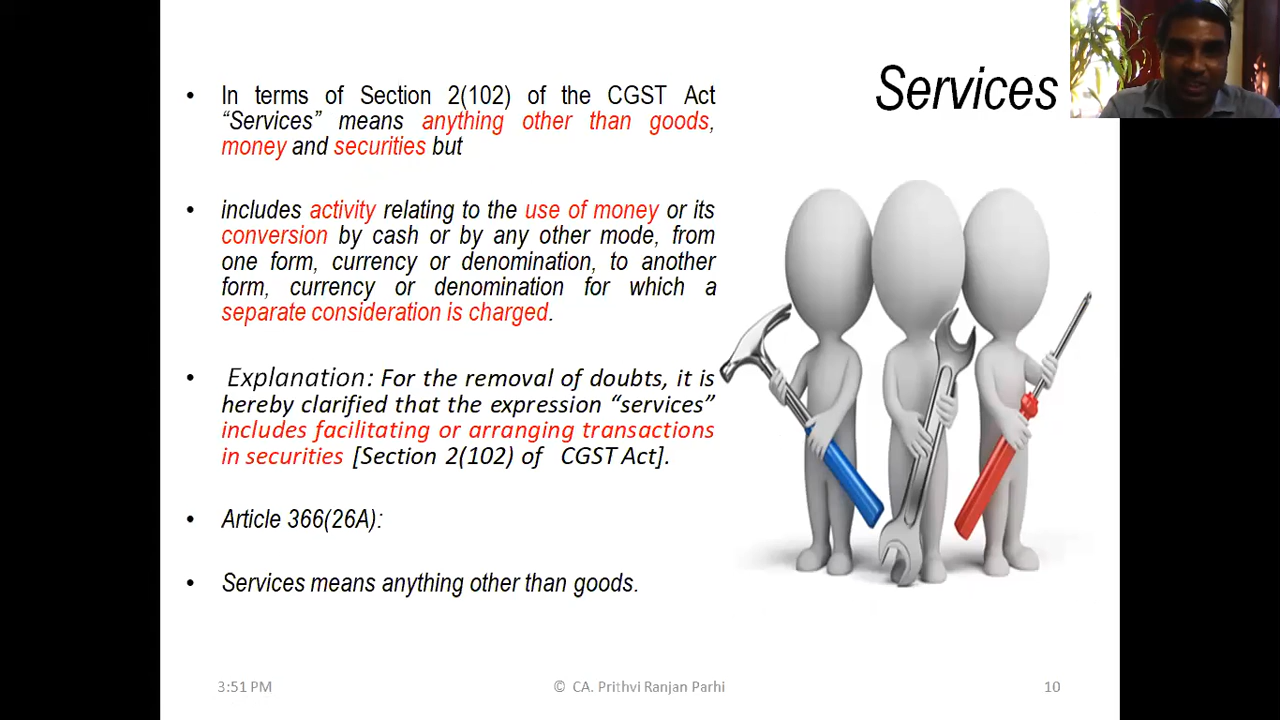 Services
• In terms of Section 2(102) of the CGST Act
“Services” means anything other than goods,
money and securities but
• includes activity relating to the use of money or its
conversion by cash or by any other mode, from
one form, currency or denomination, to another
form, currency or denomination for which a
separate consideration is charged.
• Explanation: For the removal of doubts, it is
hereby clarified that the expression “services”
includes facilitating or arranging transactions
in securities [Section 2(102) of CGST Act].
• Article 366(26A):
• Services means anything other than goods.
3:51 PM
© CA. Prithvi Ranjan Parhi
10